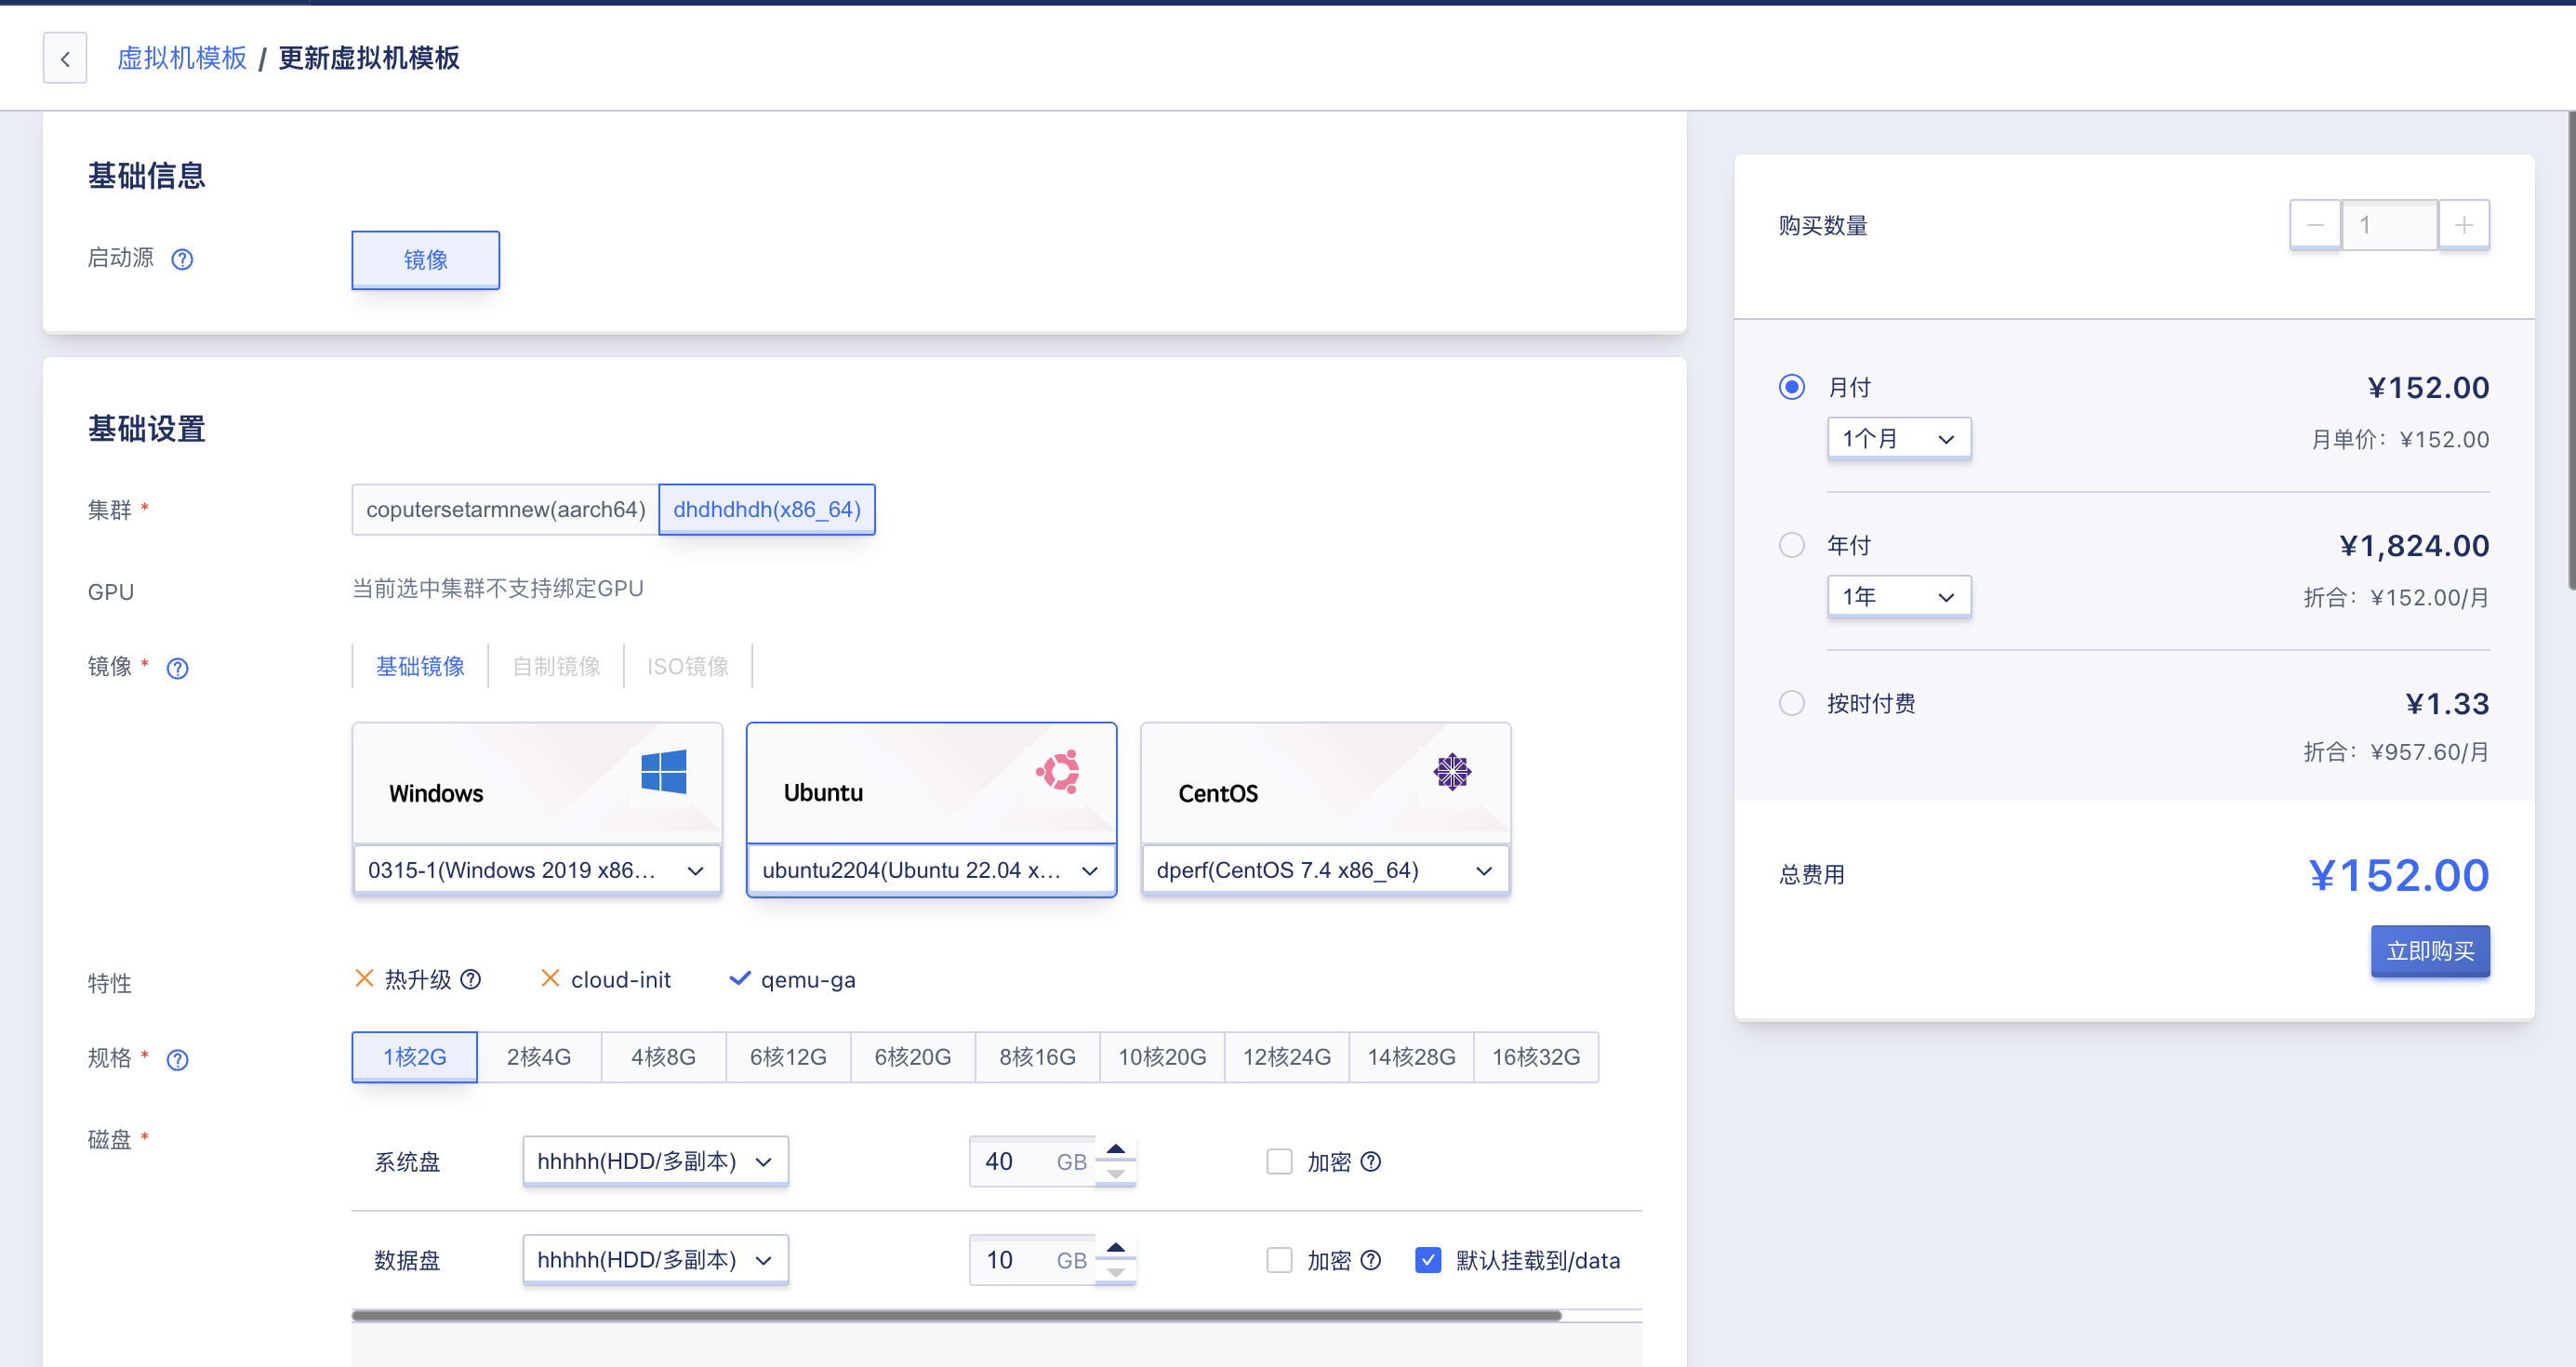 虚拟机模板 / 更新虚拟机模板
基础信息
启动源
镜像
基础设置
集群 *
coputersetarmnew(aarch64)
dhdhdhdh(x86_64)
GPU
当前选中集群不支持绑定GPU
镜像 *
基础镜像
自制镜像
ISO镜像
Windows
0315-1(Windows 2019 x86...
Ubuntu
ubuntu2204(Ubuntu 22.04 x...
CentOS
dperf(CentOS 7.4 x86_64)
特性
热升级
cloud-init
qemu-ga
规格 *
1核2G
2核4G
4核8G
6核12G
6核20G
8核16G
10核20G
12核24G
14核28G
16核32G
磁盘 *
系统盘
hhhhh(HDD/多副本)
40 GB
加密
数据盘
hhhhh(HDD/多副本)
10 GB
加密
默认挂载到/data
购买数量
1
月付
¥152.00
1个月
月单价：¥152.00
年付
¥1,824.00
1年
折合：¥152.00/月
按时付费
¥1.33
折合：¥957.60/月
总费用
¥152.00
立即购买